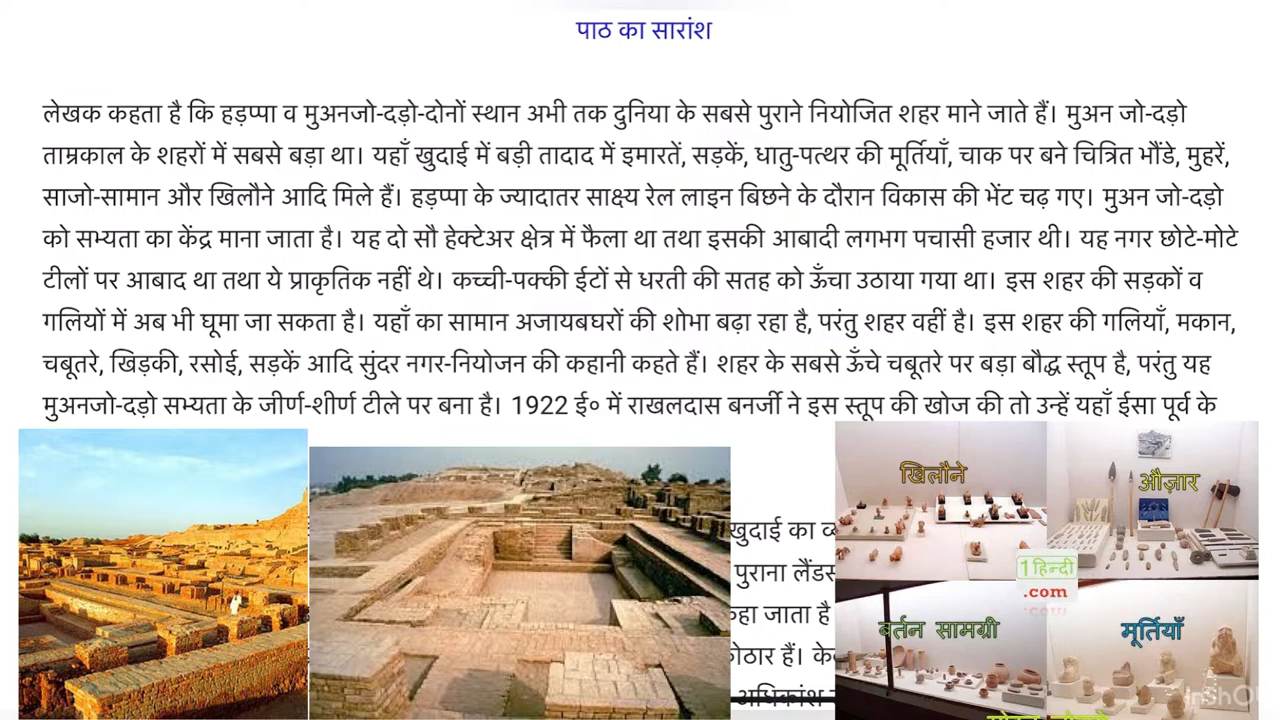 पाठ का सारांश
लेखक कहता है कि हड़प्पा व मुअनजो-दड़ो-दोनों स्थान अभी तक दुनिया के सबसे पुराने नियोजित शहर माने जाते हैं। मुअन जो-दड़ो
ताम्रकाल के शहरों में सबसे बड़ा था। यहाँ खुदाई में बड़ी तादाद में इमारतें, सड़कें, धातु-पत्थर की मूर्तियाँ, चाक पर बने चित्रित भौंडे, मुहरें,
साजो-सामान और खिलौने आदि मिले हैं। हड़प्पा के ज्यादातर साक्ष्य रेल लाइन बिछने के दौरान विकास की भेंट चढ़ गए। मुअन जो-दड़ो
को सभ्यता का केंद्र माना जाता है। यह दो सौ हेक्टेअर क्षेत्र में फैला था तथा इसकी आबादी लगभग पचासी हजार थी। यह नगर छोटे-मोटे
टीलों पर आबाद था तथा ये प्राकृतिक नहीं थे। कच्ची-पक्की ईटों से धरती की सतह को ऊँचा उठाया गया था। इस शहर की सड़कों व
गलियों में अब भी घूमा जा सकता है। यहाँ का सामान अजायबघरों की शोभा बढ़ा रहा है, परंतु शहर वहीं है। इस शहर की गलियाँ, मकान,
चबूतरे, खिड़की, रसोई, सड़कें आदि सुंदर नगर-नियोजन की कहानी कहते हैं। शहर के सबसे ऊँचे चबूतरे पर बड़ा बौद्ध स्तूप है, परंतु यह
मुअनजो-दड़ो सभ्यता के जीर्ण-शीर्ण टीले पर बना है। 1922 ई० में राखलदास बनर्जी ने इस स्तूप की खोज की तो उन्हें यहाँ ईसा पूर्व के
खिलौने
औज़ार
खुदाई का
पुराना
1हिन्दी
.com
कहा जाता है
बर्तन सामग्री
मूर्तियाँ
हैं।
अधिकांश